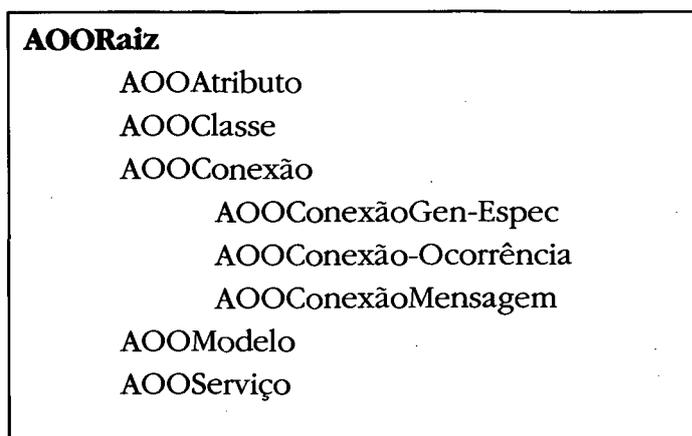 AOORaiz
AOOAtributo
AOOClasse
AOOConexão
AOOConexãoGen-Espec
AOOConexão-Ocorrência
AOOConexãoMensagem
AOOModelo
AOOServiço